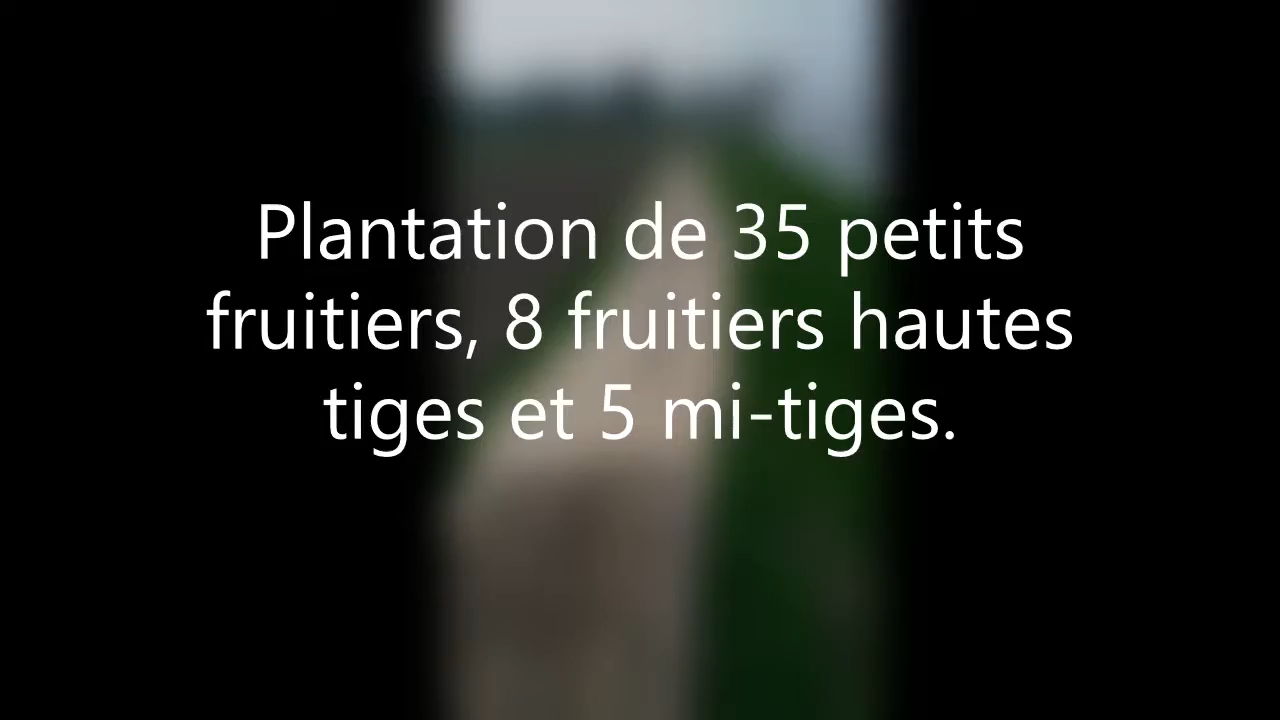 Plantation de 35 petits
fruitiers, 8 fruitiers hautes
tiges et 5 mi-tiges.